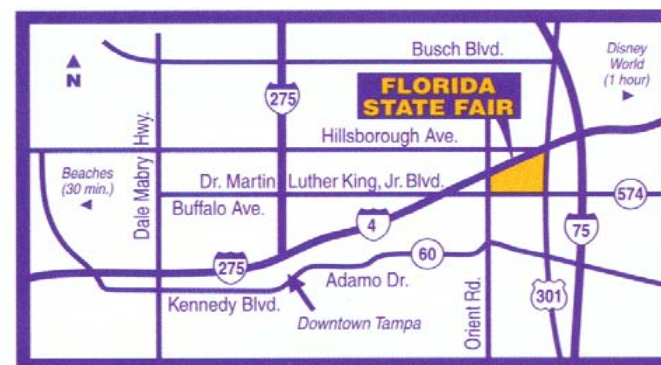 Busch Blvd.
Disney
World
(1 hour)
N
275
FLORIDA
STATE FAIR
Dale Mabry Hwy.
Hillsborough Ave.
Beaches
(30 min.)
Dr. Martin Luther King, Jr. Blvd.
574
Buffalo Ave.
4
75
60
275
Adamo Dr.
301
Kennedy Blvd.
Downtown Tampa
Orient Rd.